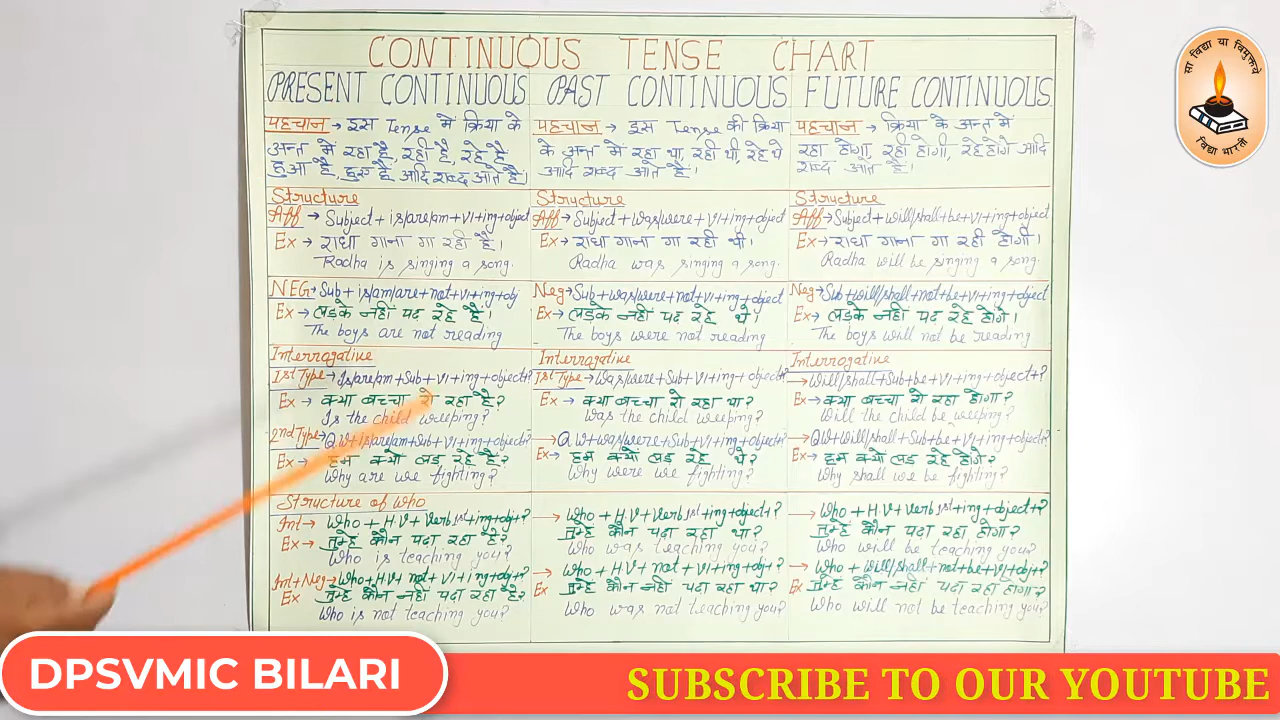 CONTINUOUS TENSE CHART
PRESENT CONTINUOUS
पहचान → इस Tense में क्रिया के
अन्त में रहा है, रही है, रहे है,
हुआ है, हुए है, आदि शब्द आते है।
Structure
Aff → Subject+is/are/am+V1+ing+object
Ex → राधा गाना गा रही है।
Radha is singing a song.
NEG → Sub+is/am/are+not+V1+ing+obj
Ex → लड़के नहीं पढ़ रहे है।
The boys are not reading
Interrogative
1st Type → Is/are/am+Sub+V1+ing+object+?
Ex → क्या बच्चा रो रहा है?
Is the child weeping?
2nd Type → QW+is/are/am+Sub+V1+ing+object+?
Ex → हम क्यों लड़ रहे है?
Why are we fighting?
Structure of Who
Int → Who + H.V + Verb 1st+ing+obj+?
Ex → तुम्हे कौन पढ़ा रहा है?
Who is teaching you?
Int+Neg → Who+H.V+not+V1+ing+obj+?
Ex तुम्हे कौन नहीं पढ़ा रहा है?
Who is not teaching you?
PAST CONTINUOUS
पहचान → इस Tense की क्रिया
के अन्त में रहा था, रही थी, रहे थे
आदि शब्द आते है।
Structure
Aff → Subject+was/were+V1+ing+object
Ex → राधा गाना गा रही थी।
Radha was singing a song.
Neg → Sub+was/were+not+V1+ing+object
Ex → लड़के नहीं पढ़ रहे थे।
The boys were not reading
Interrogative
1st Type → Was/were+Sub+V1+ing+object+?
Ex → क्या बच्चा रो रहा था?
Was the child weeping?
→ QW+was/were+Sub+V1+ing+object+?
Ex → हम क्यों लड़ रहे थे?
Why were we fighting?
→ Who + H.V+Verb1st+ing+object+?
तुम्हे कौन पढ़ा रहा था?
Who was teaching you?
→ Who + H.V+ not+V1+ing+obj+?
Ex तुम्हे कौन नहीं पढ़ा रहा था?
Who was not teaching you?
FUTURE CONTINUOUS
पहचान → क्रिया के अन्त में
रहा होगा, रही होगी, रहे होंगे आदि
शब्द आते है।
Structure
Aff → Subject+will/shall+be+V1+ing+object
Ex → राधा गाना गा रही होगी।
Radha will be singing a song.
Neg → Sub+will/shall+not+be+V1+ing+object
Ex → लड़के नहीं पढ़ रहे होंगे।
The boys will not be reading
Interrogative
→ Will/shall+Sub+be+V1+ing+object+?
Ex → क्या बच्चा रो रहा होगा?
Will the child be weeping?
→ QW+will/shall+Sub+be+V1+ing+object+?
Ex → हम क्यों लड़ रहे होंगे?
Why shall we be fighting?
→ Who + H.V+Verb1st+ing+object+?
तुम्हे कौन पढ़ा रहा होगा?
Who will be teaching you?
→ Who + will/shall+not+be+V1+ing+obj+?
Ex तुम्हे कौन नहीं पढ़ा रहा होगा?
Who will not be teaching you?
सा विद्या या विमुक्तये
विद्या भारती
DPSVMIC BILARI
SUBSCRIBE TO OUR YOUTUBE